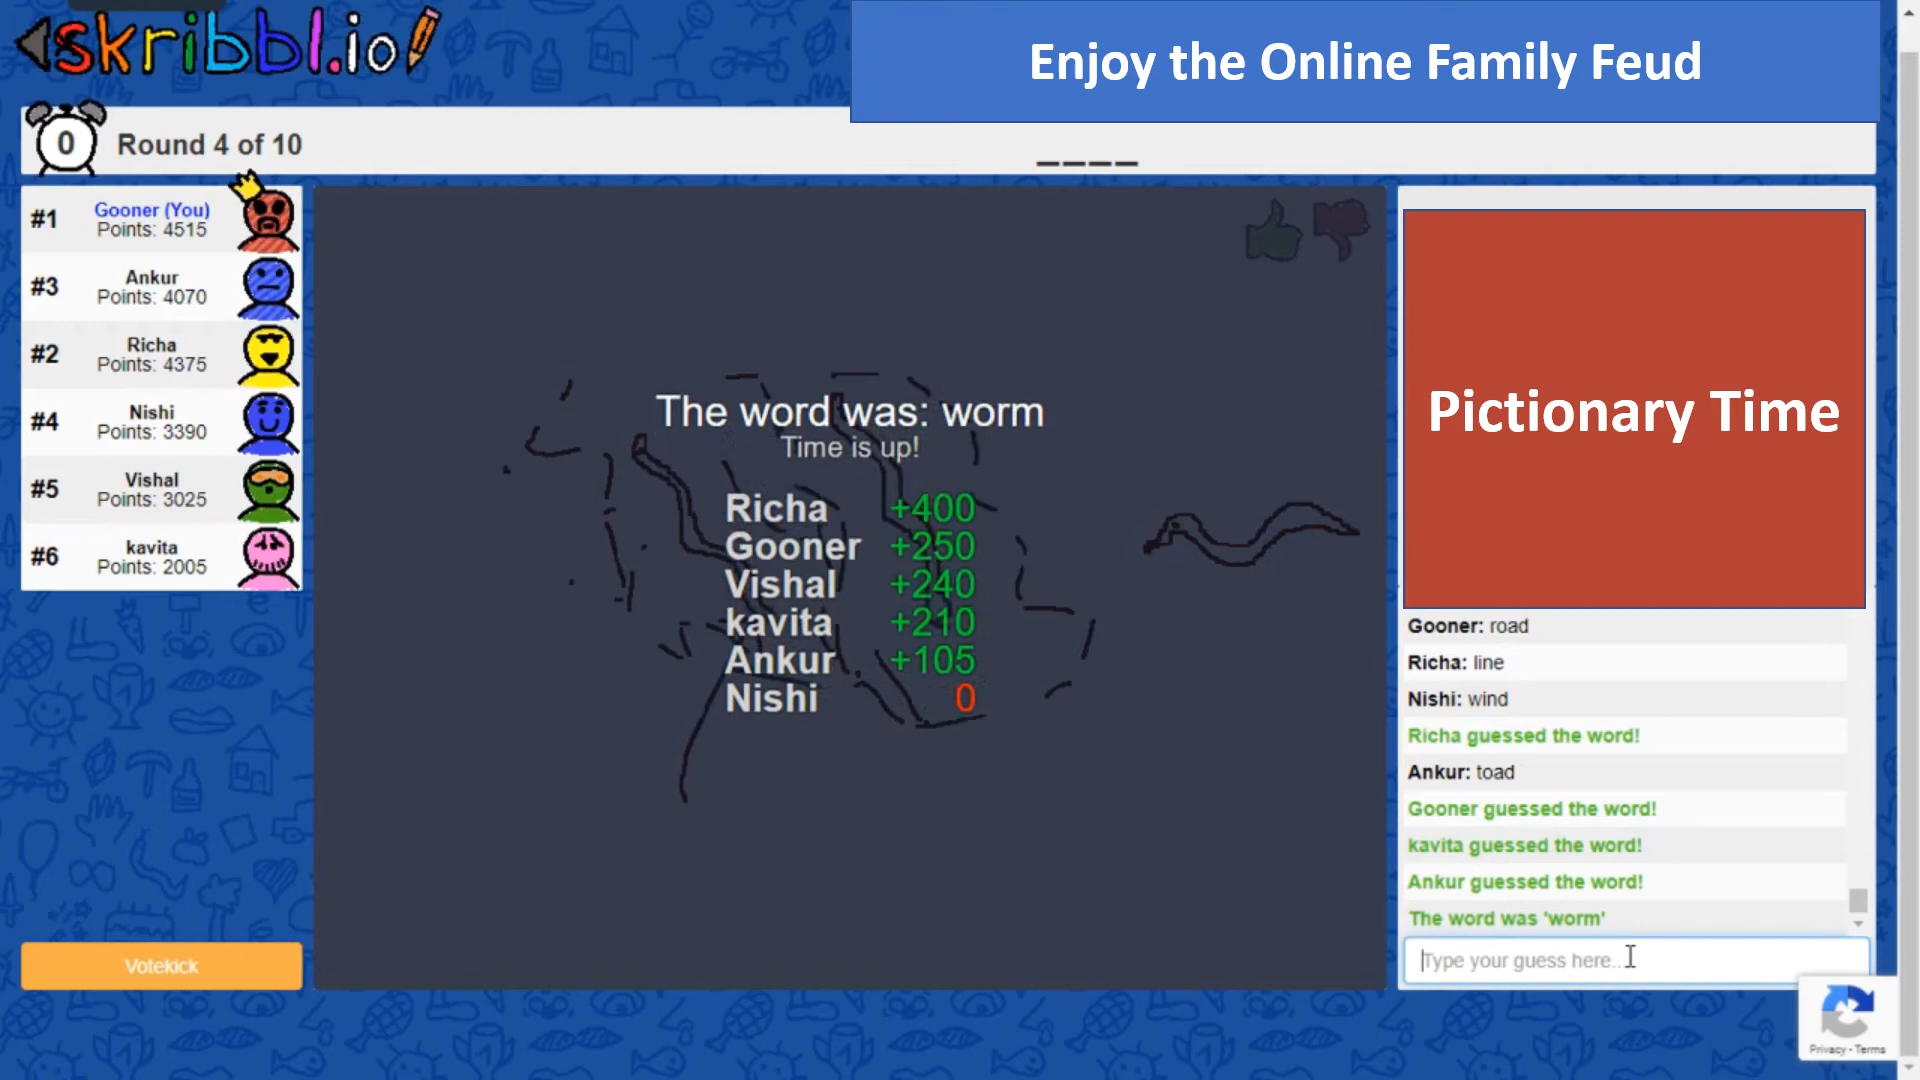 skribbl.io
Enjoy the Online Family Feud
0
Round 4 of 10
____
#1
Gooner (You)
Points: 4515
#3
Ankur
Points: 4070
#2
Richa
Points: 4375
#4
Nishi
Points: 3390
#5
Vishal
Points: 3025
#6
kavita
Points: 2005
Votekick
The word was: worm
Time is up!
Richa +400
Gooner +250
Vishal +240
kavita +210
Ankur +105
Nishi 0
Pictionary Time
Gooner: road
Richa: line
Nishi: wind
Richa guessed the word!
Ankur: toad
Gooner guessed the word!
kavita guessed the word!
Ankur guessed the word!
The word was 'worm'
Type your guess here...
Privacy - Terms